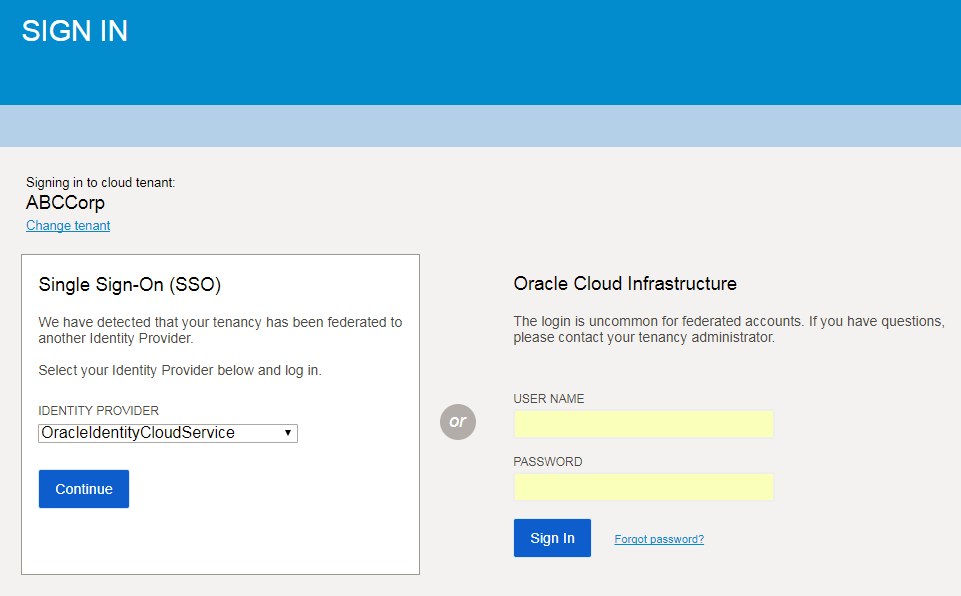 SIGN IN
Signing in to cloud tenant:
ABCCorp
Change tenant
Single Sign-On (SSO)
We have detected that your tenancy has been federated to
another Identity Provider.
Select your Identity Provider below and log in.
IDENTITY PROVIDER
OracleIdentityCloudService
Continue
or
Oracle Cloud Infrastructure
The login is uncommon for federated accounts. If you have questions,
please contact your tenancy administrator.
USER NAME
PASSWORD
Sign In
Forgot password?